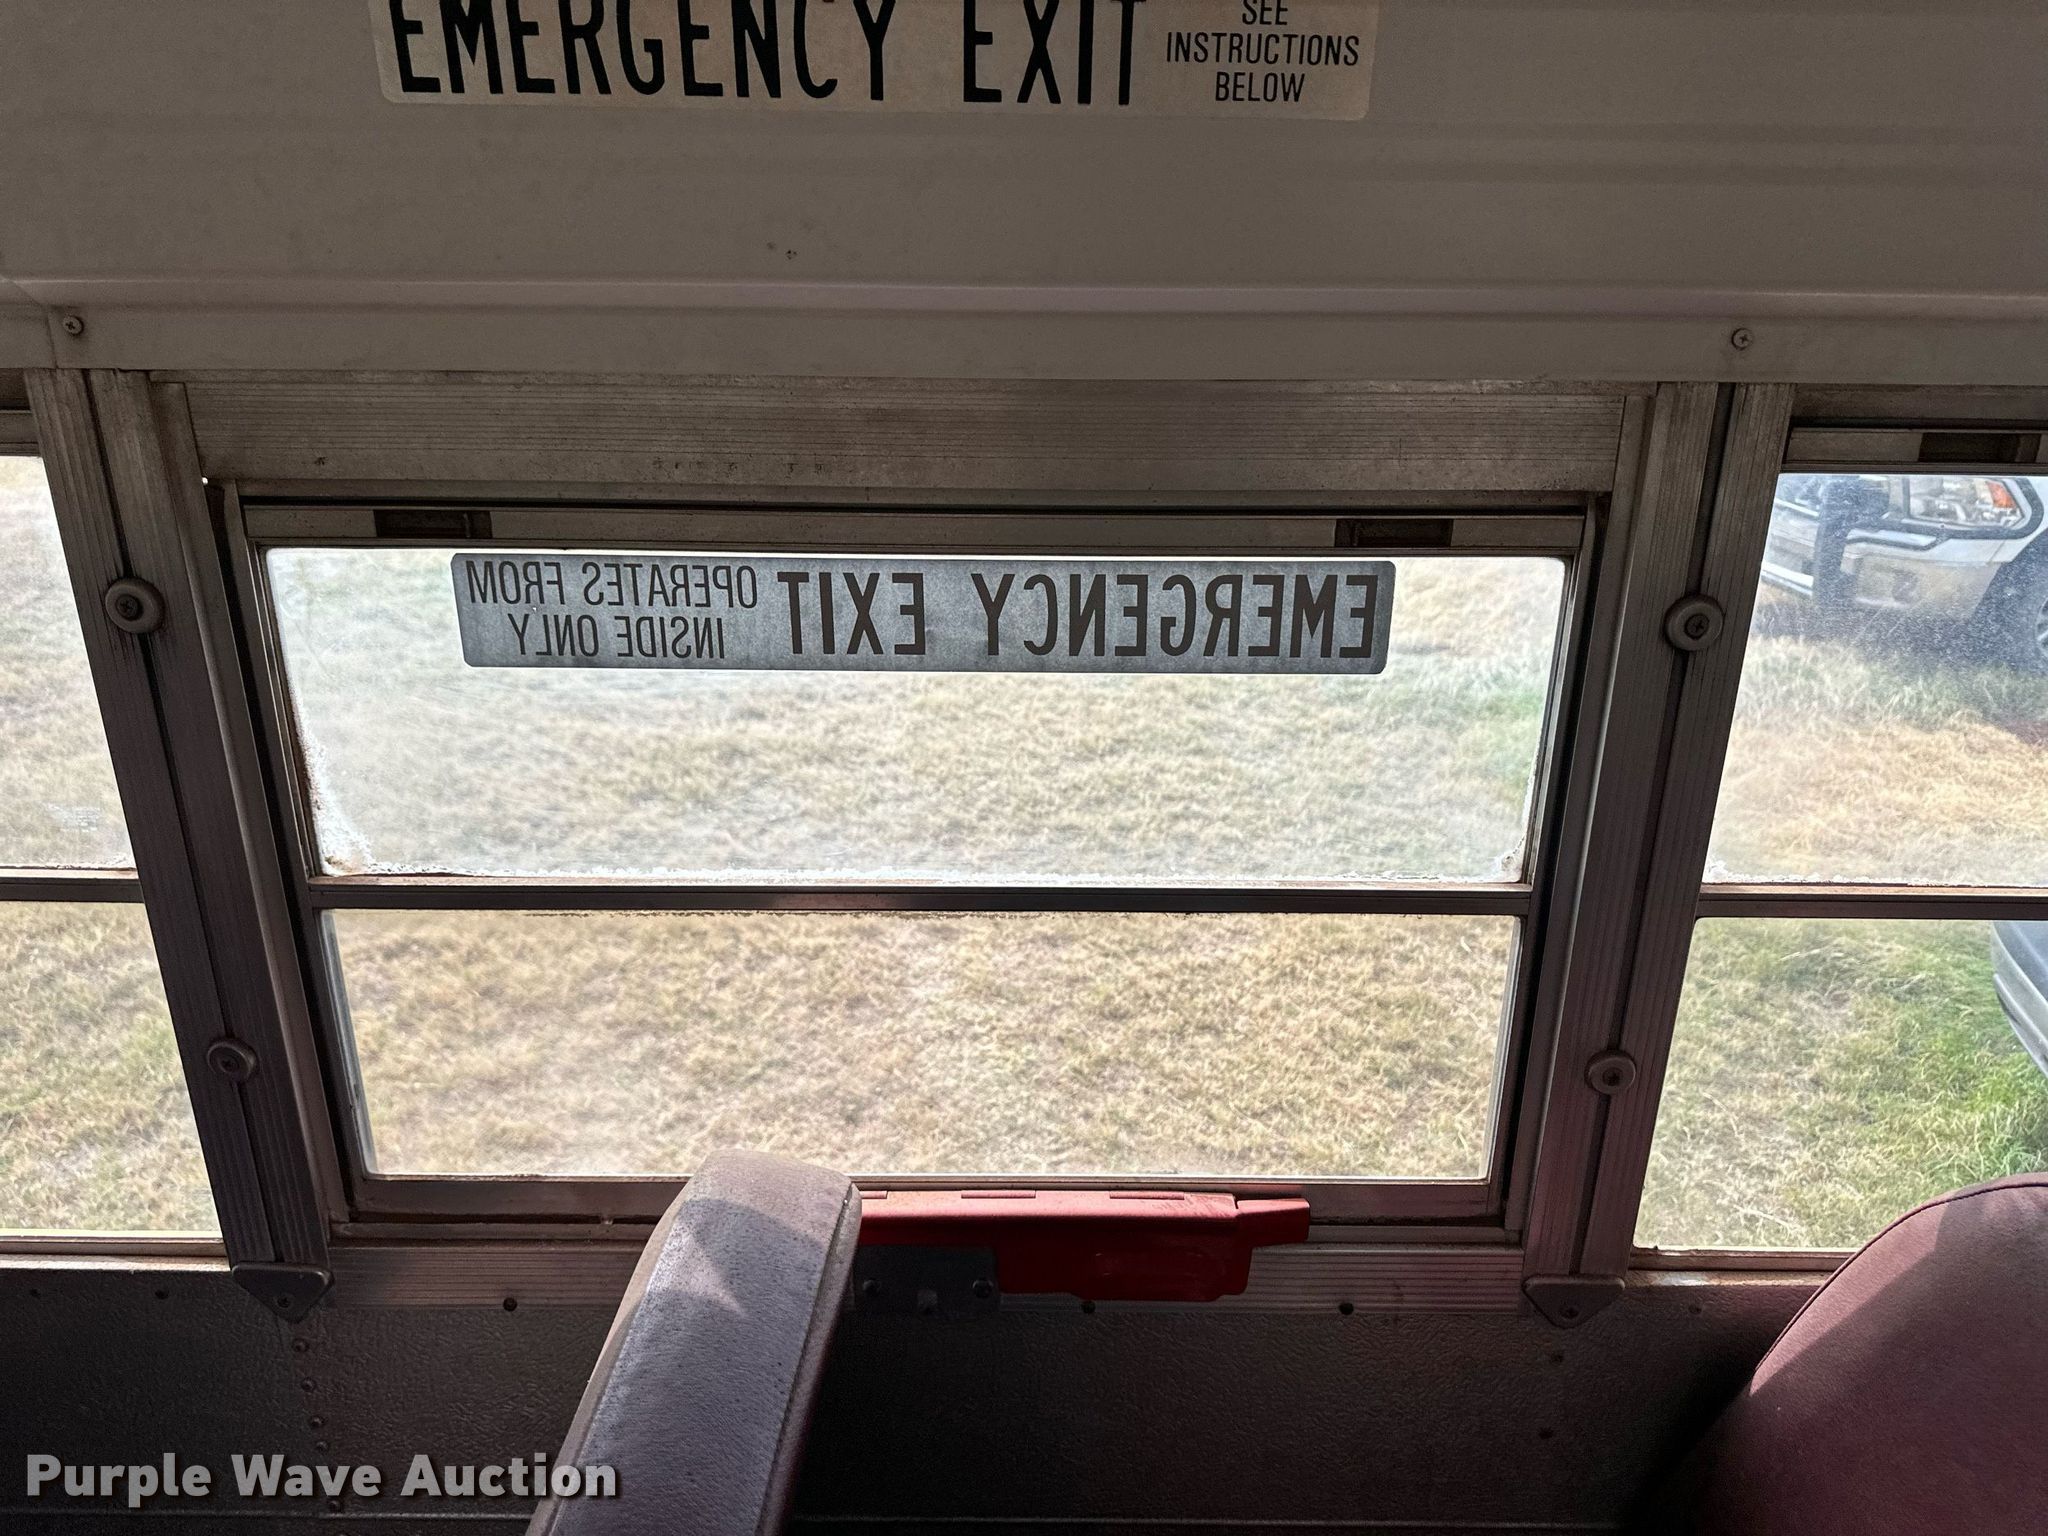 EMERGENCY EXIT SEE
INSTRUCTIONS
BELOW
EMERGENCY EXIT OPERATES FROM
INSIDE ONLY
Purple Wave Auction